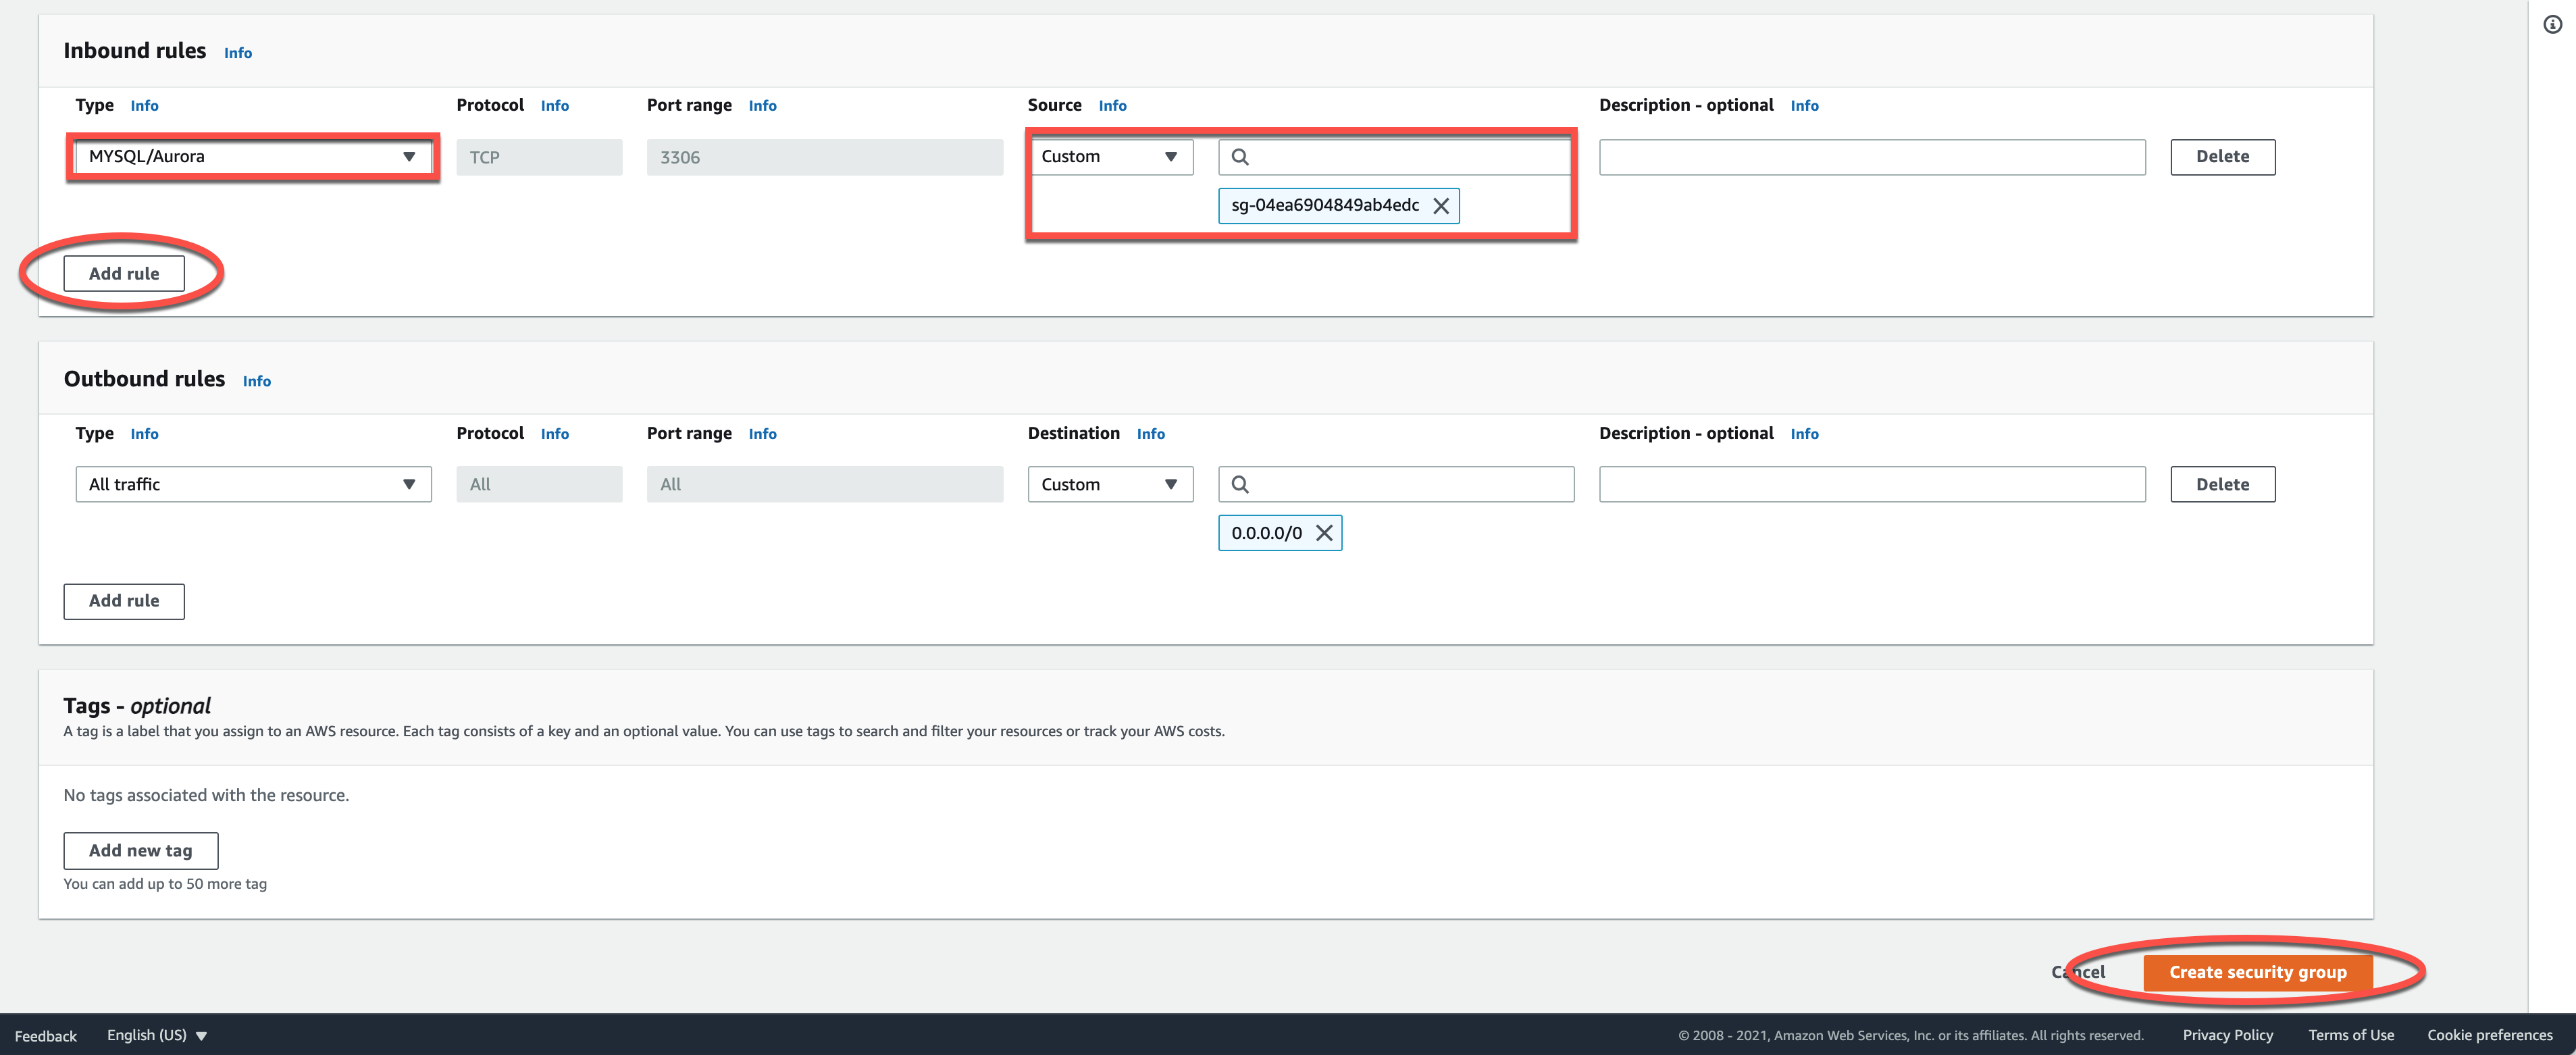 Inbound rules Info
Type Info Protocol Info Port range Info Source Info Description - optional Info
MYSQL/Aurora TCP 3306 Custom Delete
sg-04ea6904849ab4edc
Add rule
Outbound rules Info
Type Info Protocol Info Port range Info Destination Info Description - optional Info
All traffic All All Custom Delete
0.0.0.0/0
Add rule
Tags - optional
A tag is a label that you assign to an AWS resource. Each tag consists of a key and an optional value. You can use tags to search and filter your resources or track your AWS costs.
No tags associated with the resource.
Add new tag
You can add up to 50 more tag
Cancel Create security group
Feedback English (US) © 2008 - 2021, Amazon Web Services, Inc. or its affiliates. All rights reserved. Privacy Policy Terms of Use Cookie preferences